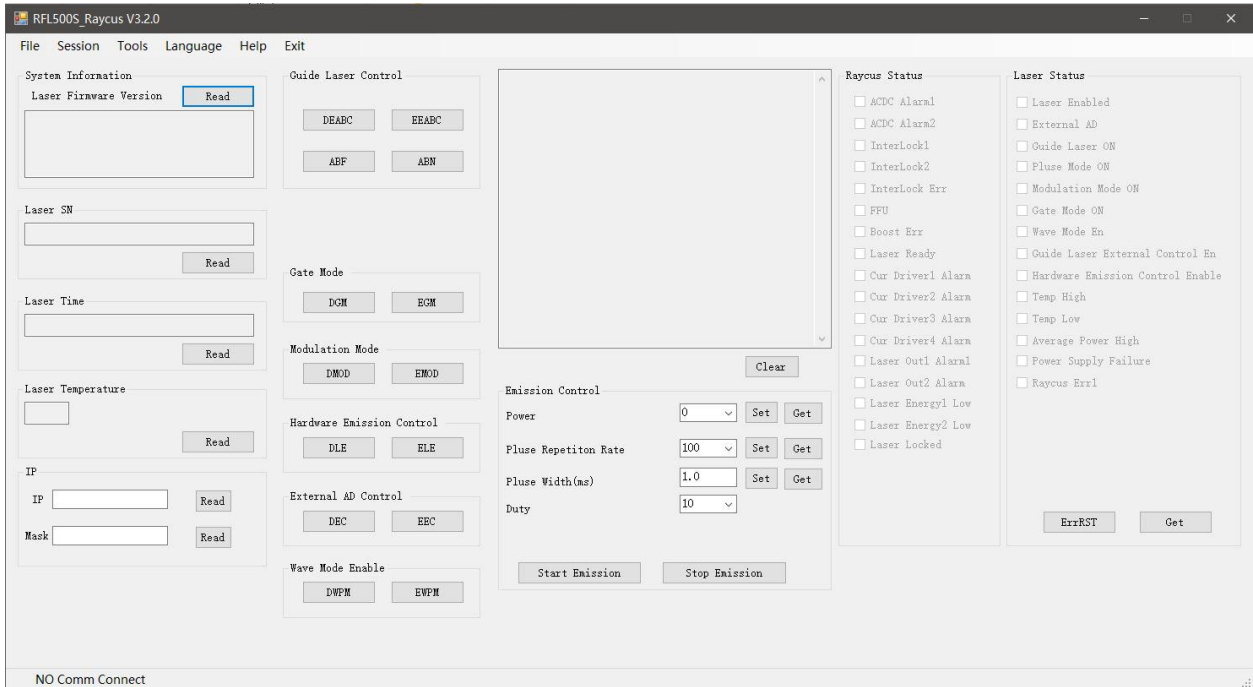 RFL500S_Raycus V3.2.0
File Session Tools Language Help Exit
System Information
Laser Firmware Version Read
Laser SN
Read
Laser Time
Read
Laser Temperature
Read
IP
IP Read
Mask Read
Guide Laser Control
DEABC EEABC
ABF ABN
Gate Mode
DGM EGM
Modulation Mode
DMOD EMOD
Hardware Emission Control
DLE ELE
External AD Control
DEC EEC
Wave Mode Enable
DWPM EWPM
Clear
Emission Control
Power 0 Set Get
Pluse Repetiton Rate 100 Set Get
Pluse Width(ms) 1.0 Set Get
Duty 10
Start Emission Stop Emission
Raycus Status
ACDC Alarm1
ACDC Alarm2
InterLock1
InterLock2
InterLock Err
FFU
Boost Err
Laser Ready
Cur Driver1 Alarm
Cur Driver2 Alarm
Cur Driver3 Alarm
Cur Driver4 Alarm
Laser Out1 Alarm1
Laser Out2 Alarm
Laser Energy1 Low
Laser Energy2 Low
Laser Locked
Laser Status
Laser Enabled
External AD
Guide Laser ON
Pluse Mode ON
Modulation Mode ON
Gate Mode ON
Wave Mode En
Guide Laser External Control En
Hardware Emission Control Enable
Temp High
Temp Low
Average Power High
Power Supply Failure
Raycus Err1
ErrRST Get
NO Comm Connect